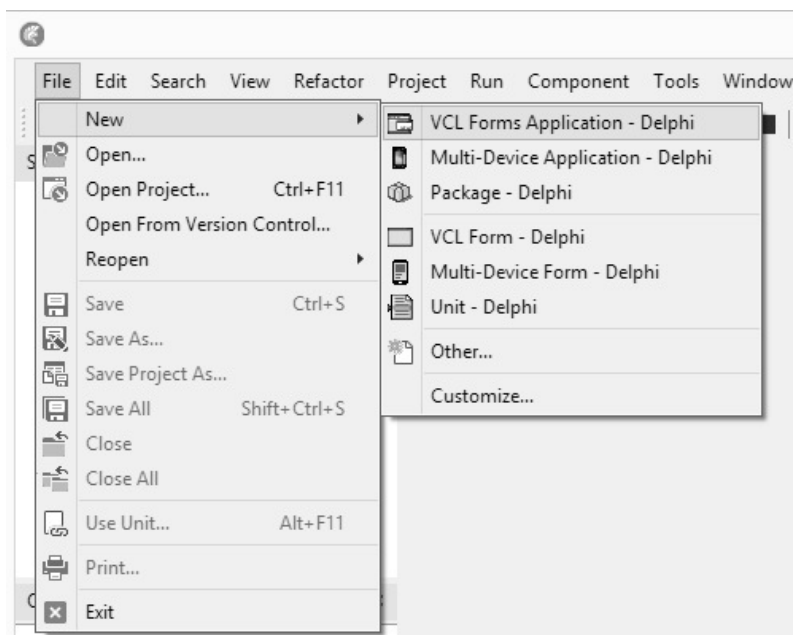 File Edit Search View Refactor Project Run Component Tools Window
New
Open...
Open Project... Ctrl+F11
Open From Version Control...
Reopen
Save Ctrl+S
Save As...
Save Project As...
Save All Shift+Ctrl+S
Close
Close All
Use Unit... Alt+F11
Print...
Exit
VCL Forms Application - Delphi
Multi-Device Application - Delphi
Package - Delphi
VCL Form - Delphi
Multi-Device Form - Delphi
Unit - Delphi
Other...
Customize...